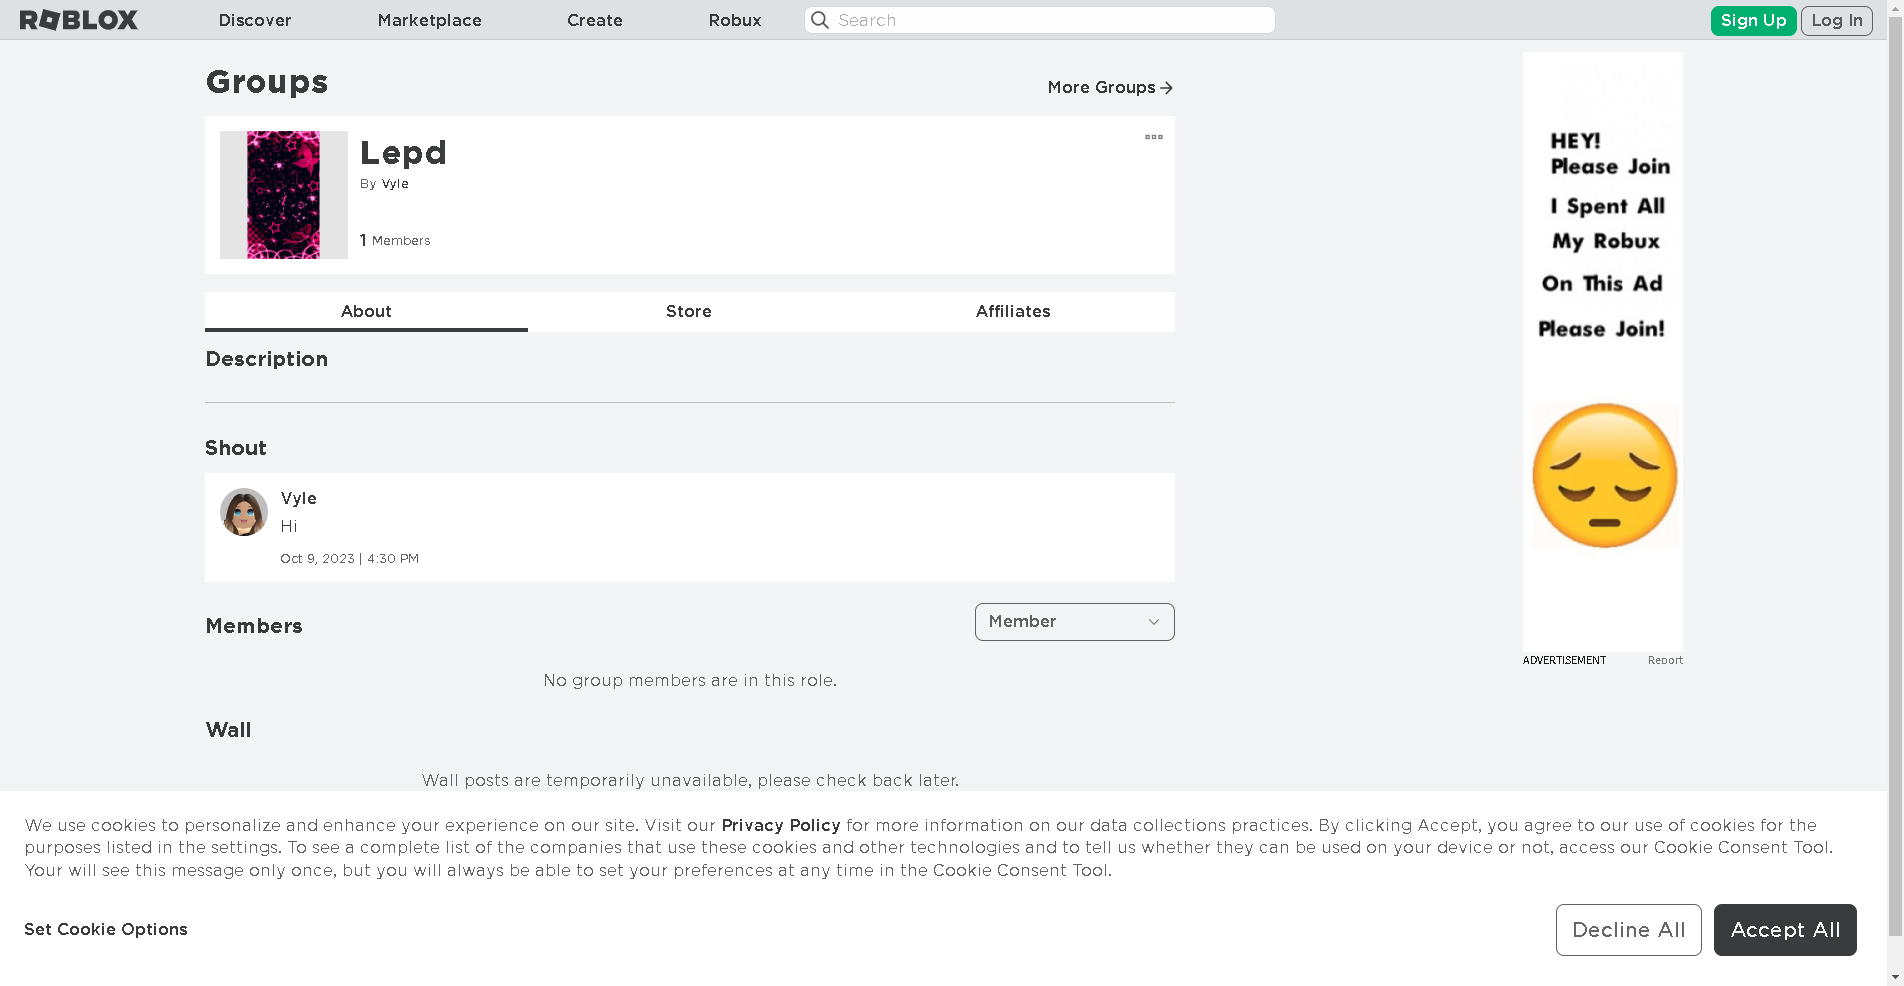 ROBLOX
Discover
Marketplace
Create
Robux
Search
Sign Up
Log In
Groups
More Groups
Lepd
By Vyle
1 Members
About
Store
Affiliates
Description
Shout
Vyle
Hi
Oct 9, 2023 | 4:30 PM
Members
Member
No group members are in this role.
Wall
Wall posts are temporarily unavailable, please check back later.
HEY!
Please Join
I Spent All
My Robux
On This Ad
Please Join!
ADVERTISEMENT
Report
We use cookies to personalize and enhance your experience on our site. Visit our Privacy Policy for more information on our data collections practices. By clicking Accept, you agree to our use of cookies for the
purposes listed in the settings. To see a complete list of the companies that use these cookies and other technologies and to tell us whether they can be used on your device or not, access our Cookie Consent Tool.
Your will see this message only once, but you will always be able to set your preferences at any time in the Cookie Consent Tool.
Set Cookie Options
Decline All
Accept All